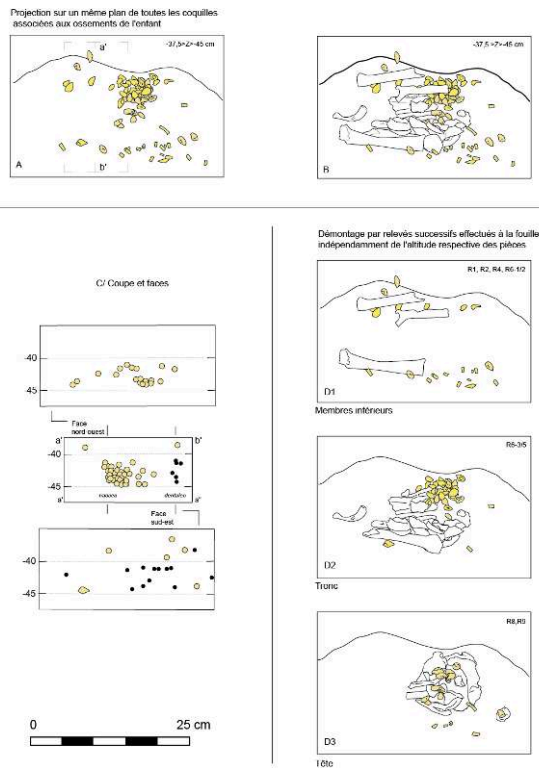 Projection sur un même plan de toutes les coquilles
associées aux ossements de l'enfant
a'
-37,5>Z>-45 cm
A
b'
-37,5 >Z>-45 cm
B
Démontage par relevés successifs effectués à la fouille
indépendamment de l'altitude respective des pièces
C/ Coupe et faces
R1, R2, R4, R6-1/2
D1
Membres inférieurs
-40
-45
Face
nord ouest
a'
b'
-40
-45
a'
dentales
a'
Face
sud-est
-40
-45
R6-3/5
D2
Tronc
R8,R9
D3
Tête
0
25 cm